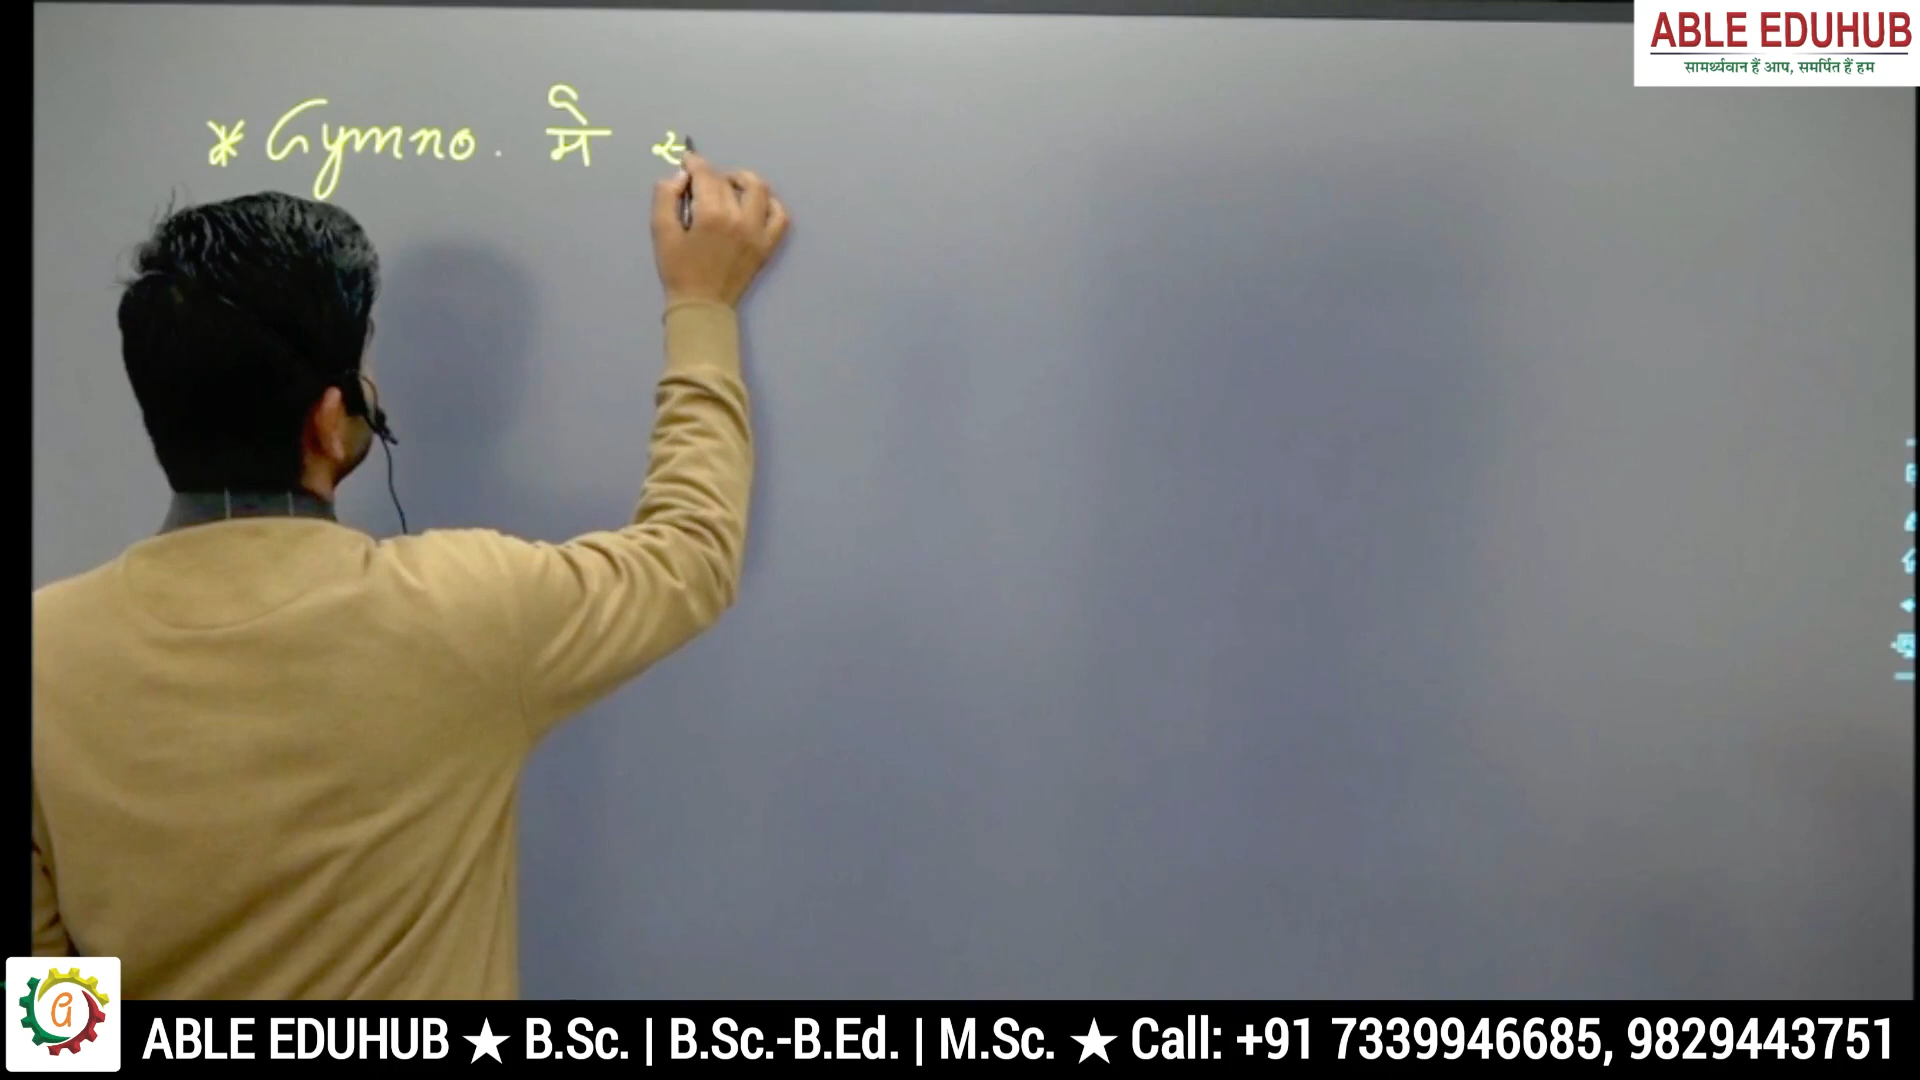 ABLE EDUHUB
सामर्थ्यवान हैं आप, समर्पित हैं हम
* Gymno. में
ABLE EDUHUB ★ B.Sc. | B.Sc.-B.Ed. | M.Sc. ★ Call: +91 7339946685, 9829443751